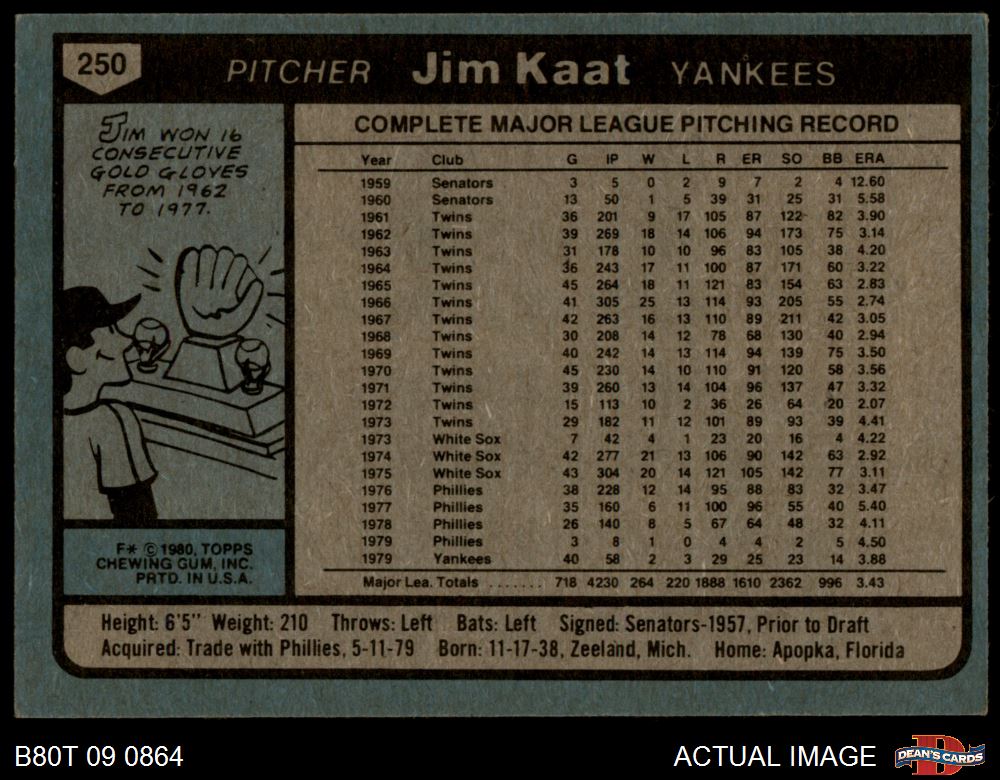 250
PITCHER Jim Kaat YANKEES
JIM WON 16
CONSECUTIVE
GOLD GLOVES
FROM 1962
TO 1977.
F* © 1980, TOPPS
CHEWING GUM, INC.
PRTD. IN U.S.A.
COMPLETE MAJOR LEAGUE PITCHING RECORD
Year Club G IP W L R ER SO BB ERA
1959 Senators 3 5 0 2 9 7 2 4 12.60
1960 Senators 13 50 1 5 39 31 25 31 5.58
1961 Twins 36 201 9 17 105 87 122 82 3.90
1962 Twins 39 269 18 14 106 94 173 75 3.14
1963 Twins 31 178 10 10 96 83 105 38 4.20
1964 Twins 36 243 17 11 100 87 171 60 3.22
1965 Twins 45 264 18 11 121 83 154 63 2.83
1966 Twins 41 305 25 13 114 93 205 55 2.74
1967 Twins 42 263 16 13 110 89 211 42 3.05
1968 Twins 30 208 14 12 78 68 130 40 2.94
1969 Twins 40 242 14 13 114 94 139 75 3.50
1970 Twins 45 230 14 10 110 91 120 58 3.56
1971 Twins 39 260 13 14 104 96 137 47 3.32
1972 Twins 15 113 10 2 36 26 64 20 2.07
1973 Twins 29 182 11 12 101 89 93 39 4.41
1973 White Sox 7 42 4 1 23 20 16 4 4.22
1974 White Sox 42 277 21 13 106 90 142 63 2.92
1975 White Sox 43 304 20 14 121 105 142 77 3.11
1976 Phillies 38 228 12 14 95 88 83 32 3.47
1977 Phillies 35 160 6 11 100 96 55 40 5.40
1978 Phillies 26 140 8 5 67 64 48 32 4.11
1979 Phillies 3 8 1 0 4 4 2 5 4.50
1979 Yankees 40 58 2 3 29 25 23 14 3.88
Major Lea. Totals ....... 718 4230 264 220 1888 1610 2362 996 3.43
Height: 6'5" Weight: 210 Throws: Left Bats: Left Signed: Senators-1957, Prior to Draft
Acquired: Trade with Phillies, 5-11-79 Born: 11-17-38, Zeeland, Mich. Home: Apopka, Florida
B80T 09 0864
ACTUAL IMAGE
D
DEAN'S CARDS